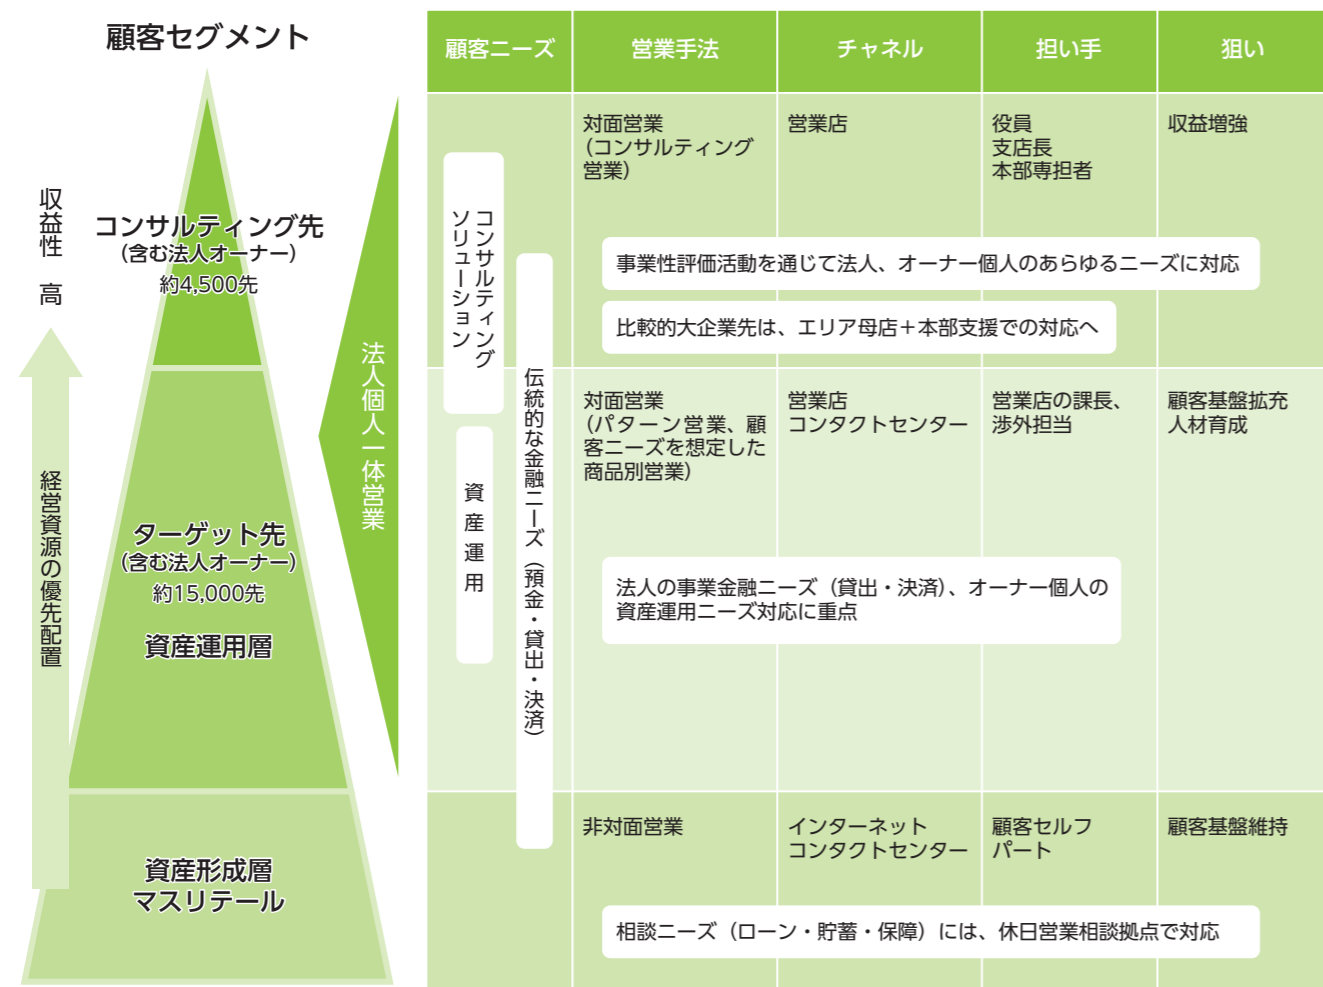 顧客セグメント
収益性 高
経営資源の優先配置
コンサルティング先
(含む法人オーナー)
約4,500先
ターゲット先
(含む法人オーナー)
約15,000先
資産運用層
資産形成層
マスリテール
法人個人一体営業
顧客ニーズ
営業手法
チャネル
担い手
狙い
コンサルティング
ソリューション
資産運用
伝統的な金融ニーズ（預金・貸出・決済）
対面営業
（コンサルティング
営業）
営業店
役員
支店長
本部専担者
収益増強
事業性評価活動を通じて法人、オーナー個人のあらゆるニーズに対応
比較的大企業先は、エリア母店＋本部支援での対応へ
対面営業
（パターン営業、顧
客ニーズを想定した
商品別営業）
営業店
コンタクトセンター
営業店の課長、
渉外担当
顧客基盤拡充
人材育成
法人の事業金融ニーズ（貸出・決済）、オーナー個人の
資産運用ニーズ対応に重点
非対面営業
インターネット
コンタクトセンター
顧客セルフ
パート
顧客基盤維持
相談ニーズ（ローン・貯蓄・保障）には、休日営業相談拠点で対応